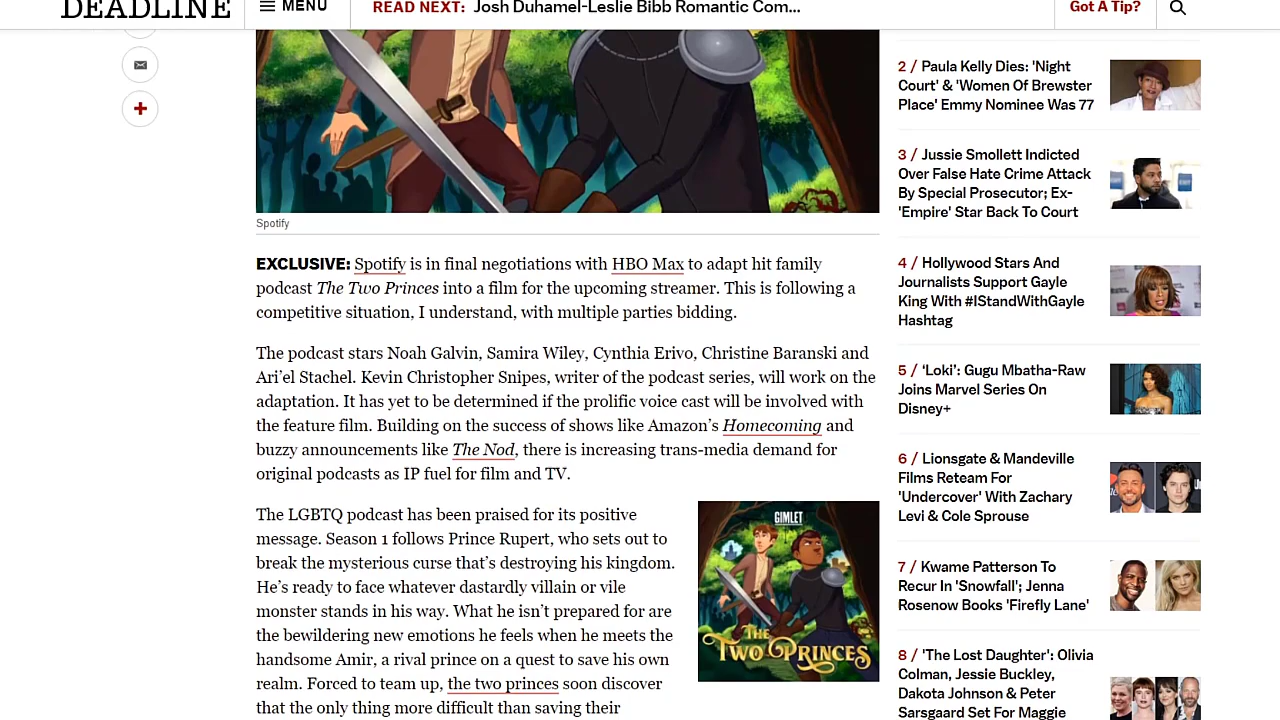 DEADLINE
MENU
READ NEXT: Josh Duhamel-Leslie Bibb Romantic Com...
Got A Tip?
Spotify
EXCLUSIVE: Spotify is in final negotiations with HBO Max to adapt hit family
podcast The Two Princes into a film for the upcoming streamer. This is following a
competitive situation, I understand, with multiple parties bidding.
The podcast stars Noah Galvin, Samira Wiley, Cynthia Erivo, Christine Baranski and
Ari’el Stachel. Kevin Christopher Snipes, writer of the podcast series, will work on the
adaptation. It has yet to be determined if the prolific voice cast will be involved with
the feature film. Building on the success of shows like Amazon’s Homecoming and
buzzy announcements like The Nod, there is increasing trans-media demand for
original podcasts as IP fuel for film and TV.
The LGBTQ podcast has been praised for its positive
message. Season 1 follows Prince Rupert, who sets out to
break the mysterious curse that’s destroying his kingdom.
He’s ready to face whatever dastardly villain or vile
monster stands in his way. What he isn’t prepared for are
the bewildering new emotions he feels when he meets the
handsome Amir, a rival prince on a quest to save his own
realm. Forced to team up, the two princes soon discover
that the only thing more difficult than saving their
GIMLET
THE
TWO PRINCES
2 / Paula Kelly Dies: 'Night
Court' & 'Women Of Brewster
Place' Emmy Nominee Was 77
3 / Jussie Smollett Indicted
Over False Hate Crime Attack
By Special Prosecutor; Ex-
'Empire' Star Back To Court
4 / Hollywood Stars And
Journalists Support Gayle
King With #IStandWithGayle
Hashtag
5 / ‘Loki’: Gugu Mbatha-Raw
Joins Marvel Series On
Disney+
6 / Lionsgate & Mandeville
Films Reteam For
'Undercover' With Zachary
Levi & Cole Sprouse
7 / Kwame Patterson To
Recur In 'Snowfall'; Jenna
Rosenow Books 'Firefly Lane'
8 / 'The Lost Daughter': Olivia
Colman, Jessie Buckley,
Dakota Johnson & Peter
Sarsgaard Set For Maggie